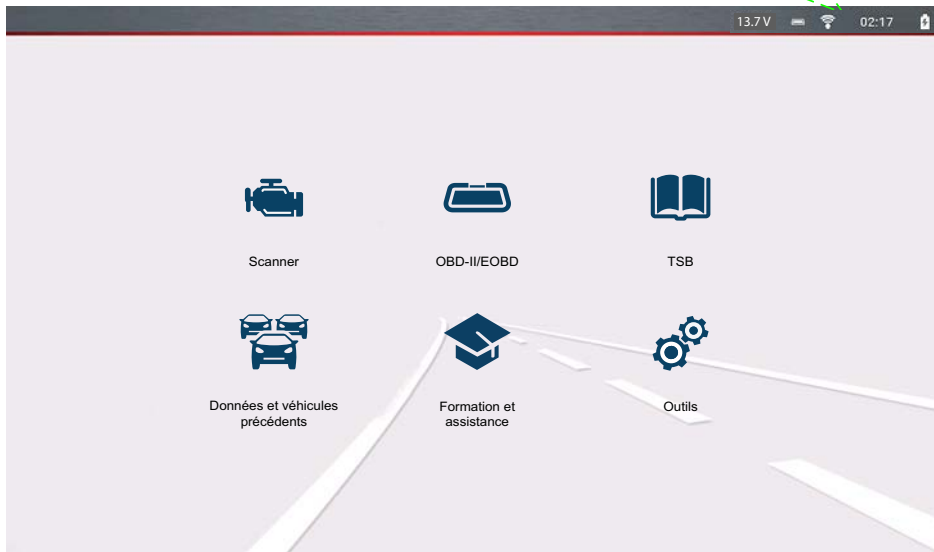 13.7 V 02:17
Scanner
OBD-II/EOBD
TSB
Données et véhicules
précédents
Formation et
assistance
Outils